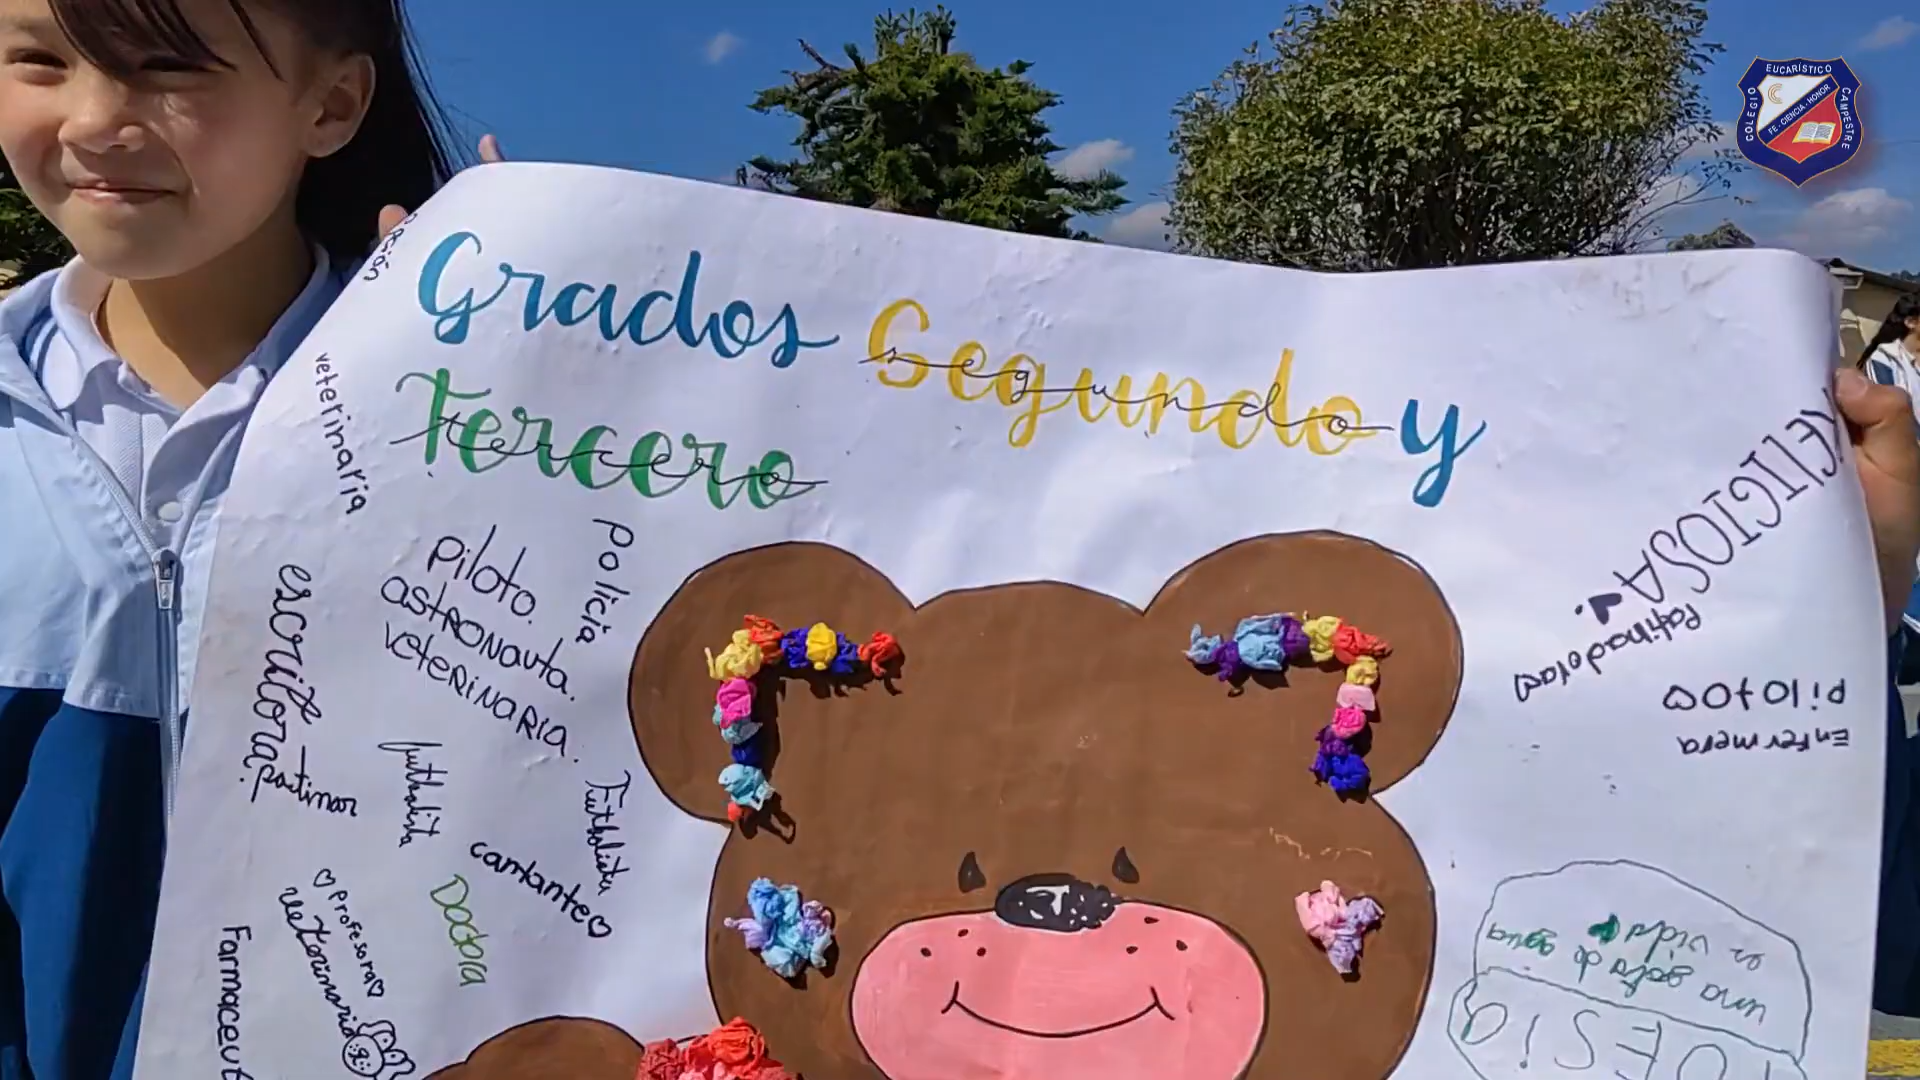 COLEGIO EUCARÍSTICO CAMPESTRE
FE - CIENCIA - HONOR
Grados Segundo y
Tercero
veterinaria
Policía
piloto.
astronauta.
veterinaria.
escritora
patinar
futbolista
Futbolista
cantante
Doctora
Profesora
Veterinaria
Farmaceut
RELIGIOSA
Patinadora
piloto
Enfermera
una gota de agua
es vida
POESIA